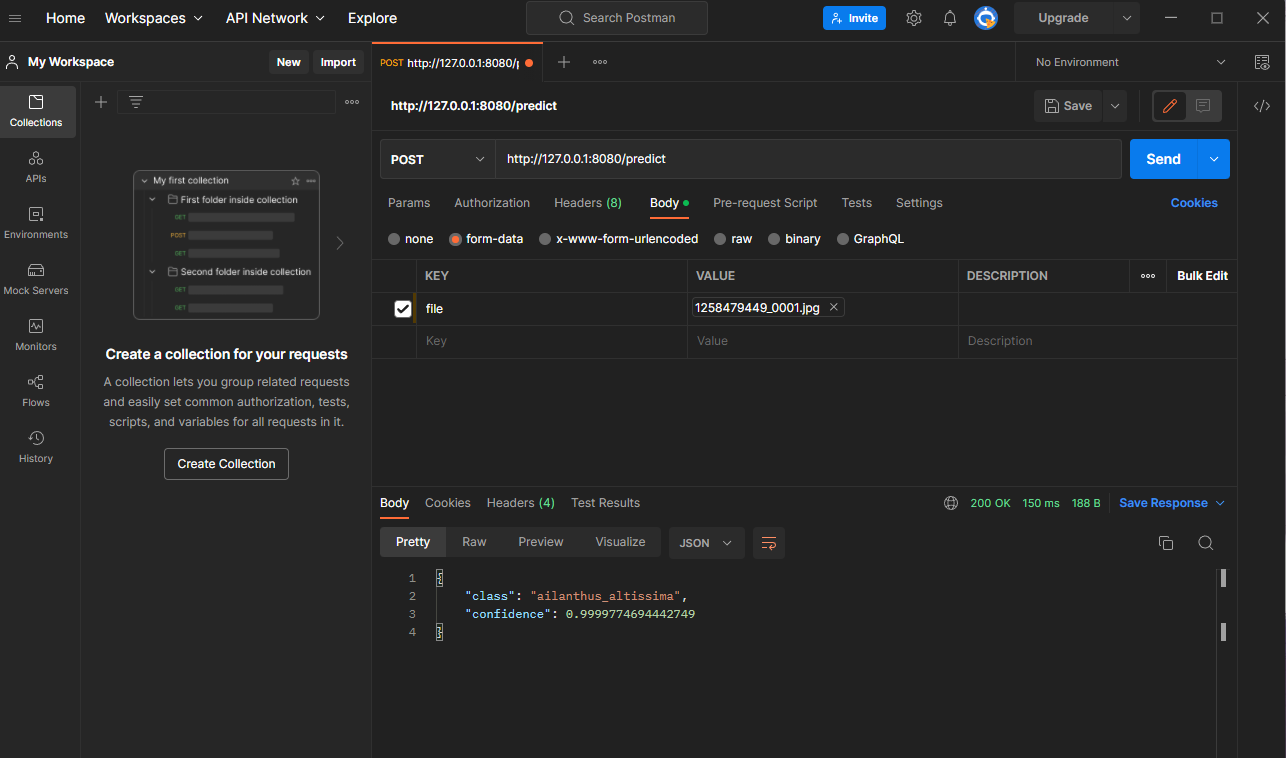 Home Workspaces API Network Explore Search Postman Invite Upgrade
My Workspace New Import
POST http://127.0.0.1:8080/p No Environment
Collections
APIs
Environments
Mock Servers
Monitors
Flows
History
My first collection
First folder inside collection
GET
POST
GET
Second folder inside collection
GET
GET
Create a collection for your requests
A collection lets you group related requests
and easily set common authorization, tests,
scripts, and variables for all requests in it.
Create Collection
http://127.0.0.1:8080/predict Save
POST http://127.0.0.1:8080/predict Send
Params Authorization Headers (8) Body Pre-request Script Tests Settings Cookies
none form-data x-www-form-urlencoded raw binary GraphQL
KEY VALUE DESCRIPTION Bulk Edit
file 1258479449_0001.jpg
Key Value Description
Body Cookies Headers (4) Test Results 200 OK 150 ms 188 B Save Response
Pretty Raw Preview Visualize JSON
1 {
2 "class": "ailanthus_altissima",
3 "confidence": 0.9999774694442749
4 }